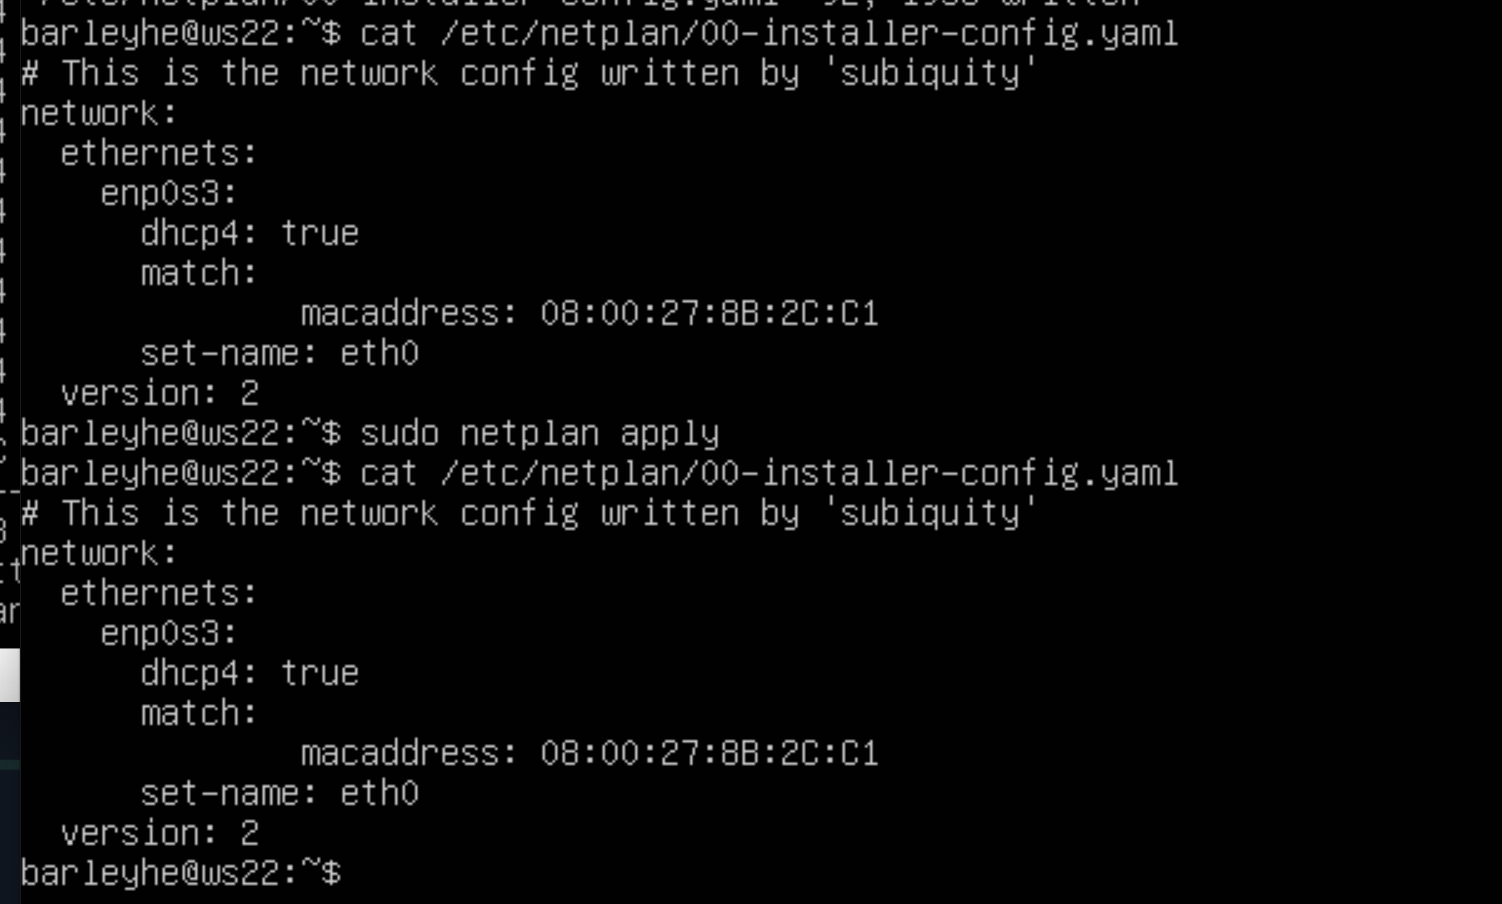 barleyhe@ws22:~$ cat /etc/netplan/00-installer-config.yaml
# This is the network config written by 'subiquity'
network:
  ethernets:
    enp0s3:
      dhcp4: true
      match:
              macaddress: 08:00:27:8B:2C:C1
      set-name: eth0
  version: 2
barleyhe@ws22:~$ sudo netplan apply
barleyhe@ws22:~$ cat /etc/netplan/00-installer-config.yaml
# This is the network config written by 'subiquity'
network:
  ethernets:
    enp0s3:
      dhcp4: true
      match:
              macaddress: 08:00:27:8B:2C:C1
      set-name: eth0
  version: 2
barleyhe@ws22:~$